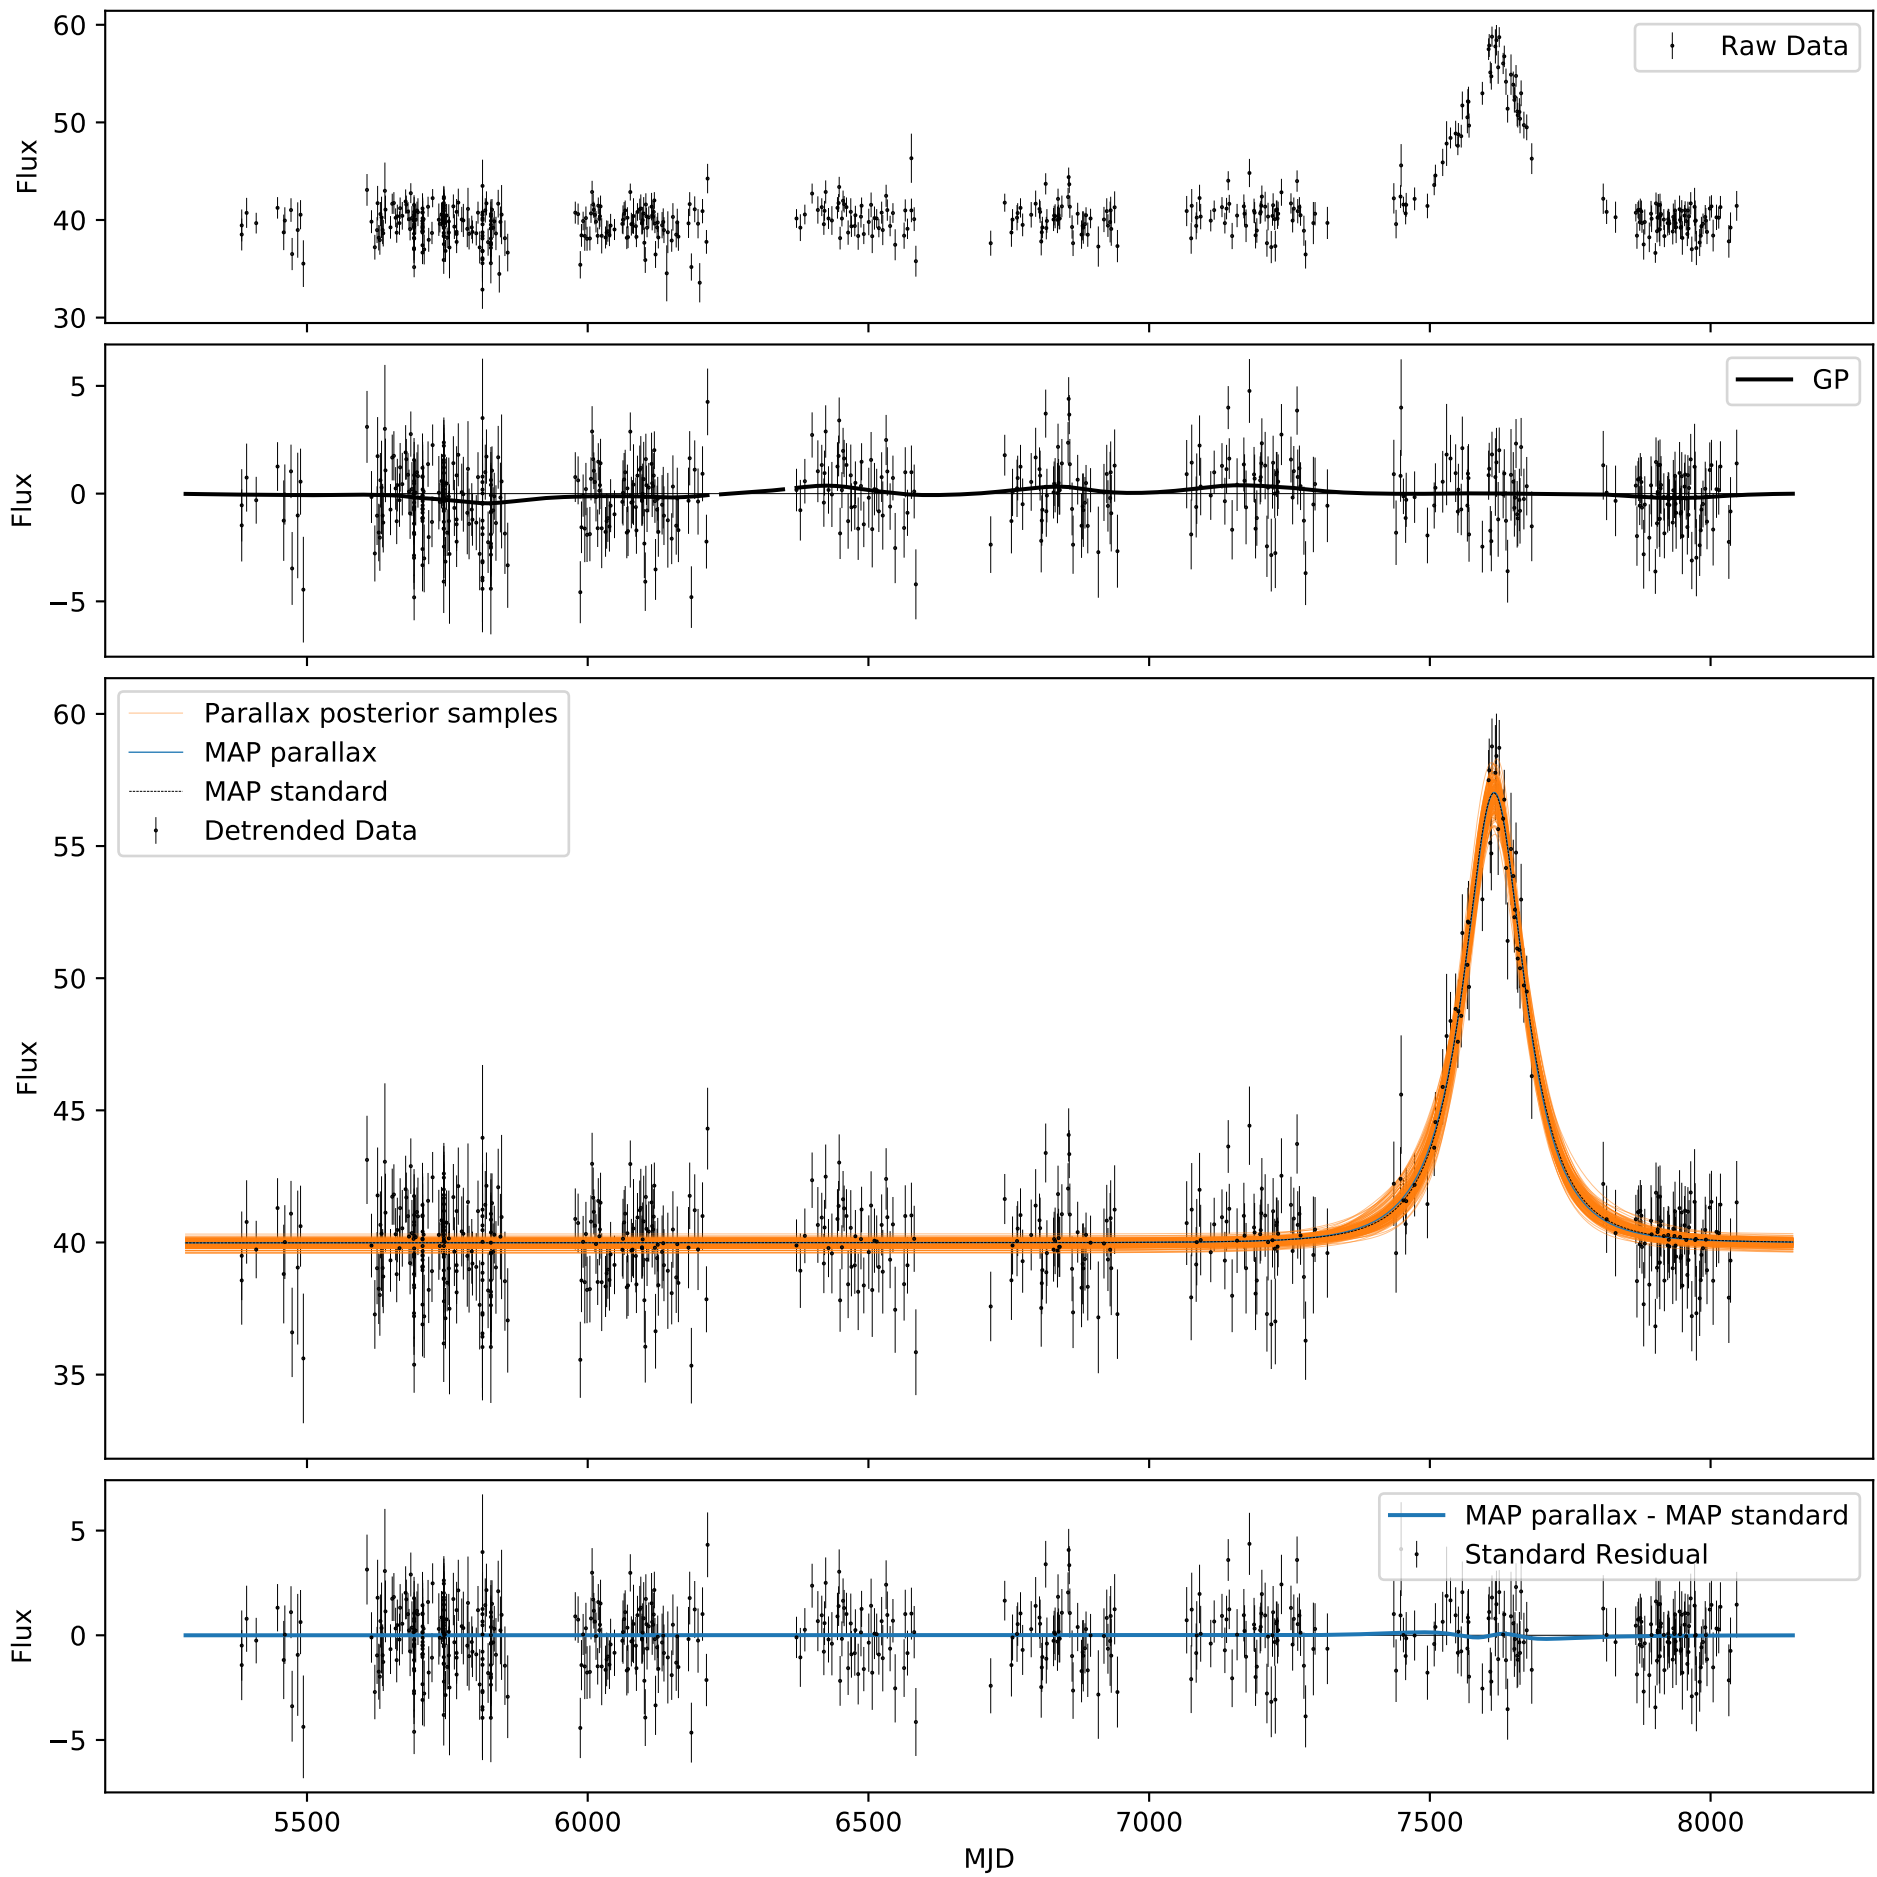 60
50
40
30
Flux
Raw Data
5
0
−5
Flux
GP
60
55
50
45
40
35
Flux
Parallax posterior samples
MAP parallax
MAP standard
Detrended Data
5
0
−5
Flux
MAP parallax - MAP standard
Standard Residual
5500 6000 6500 7000 7500 8000
MJD